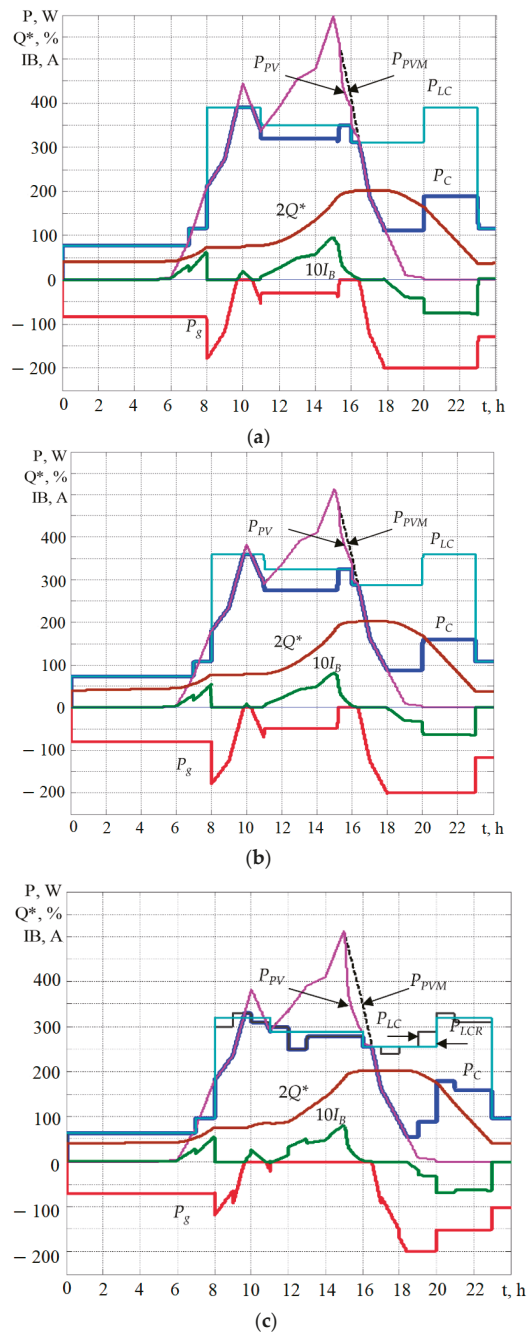 P, W
Q*, %
IB, A
400
300
200
100
0
– 100
– 200
P_PV
P_PVM
P_LC
P_C
2Q*
10I_B
P_g
0 2 4 6 8 10 12 14 16 18 20 22 t, h
(a)
P, W
Q*, %
IB, A
400
300
200
100
0
– 100
– 200
P_PV
P_PVM
P_LC
P_C
2Q*
10I_B
P_g
0 2 4 6 8 10 12 14 16 18 20 22 t, h
(b)
P, W
Q*, %
IB, A
400
300
200
100
0
– 100
– 200
P_PV
P_PVM
P_LC
P_LCR
P_C
2Q*
10I_B
P_g
0 2 4 6 8 10 12 14 16 18 20 22 t, h
(c)